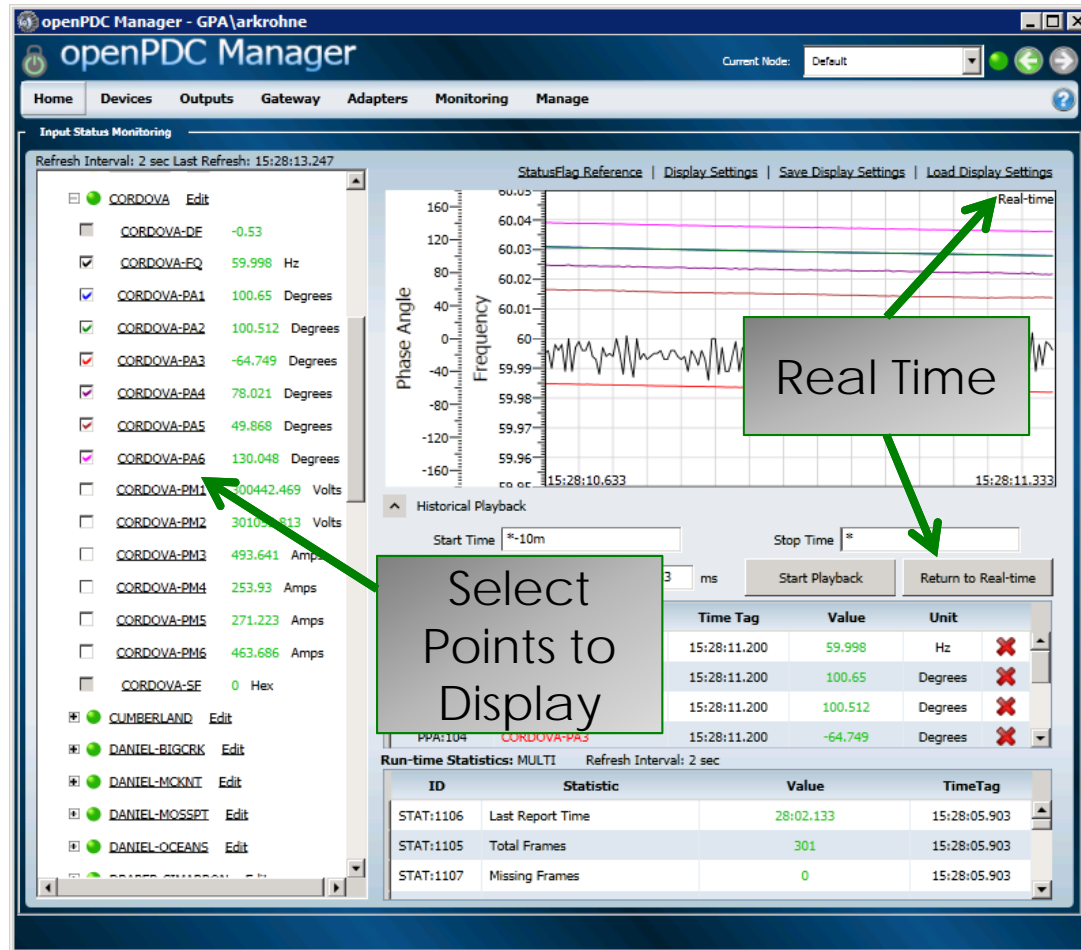 openPDC Manager - GPA\arkrohne
openPDC Manager
Current Node: Default
Home Devices Outputs Gateway Adapters Monitoring Manage
Input Status Monitoring
Refresh Interval: 2 sec Last Refresh: 15:28:13.247
CORDOVA Edit
CORDOVA-DF -0.53
CORDOVA-FQ 59.998 Hz
CORDOVA-PA1 100.65 Degrees
CORDOVA-PA2 100.512 Degrees
CORDOVA-PA3 -64.749 Degrees
CORDOVA-PA4 78.021 Degrees
CORDOVA-PA5 49.868 Degrees
CORDOVA-PA6 130.048 Degrees
CORDOVA-PM1 300442.469 Volts
CORDOVA-PM2 Volts
CORDOVA-PM3 493.641 Amps
CORDOVA-PM4 253.93 Amps
CORDOVA-PM5 271.223 Amps
CORDOVA-PM6 463.686 Amps
CORDOVA-SF 0 Hex
CUMBERLAND Edit
DANIEL-BIGCRK Edit
DANIEL-MCKNT Edit
DANIEL-MOSSPT Edit
DANIEL-OCEANS Edit
StatusFlag Reference | Display Settings | Save Display Settings | Load Display Settings
Real-time
Phase Angle
160
120
80
40
0
-40
-80
-120
-160
Frequency
60.05
60.04
60.03
60.02
60.01
60
59.99
59.98
59.97
59.96
59.95
15:28:10.633 15:28:11.333
Real Time
Historical Playback
Start Time *-10m Stop Time *
3 ms Start Playback Return to Real-time
Select
Points to
Display
Time Tag Value Unit
15:28:11.200 59.998 Hz
15:28:11.200 100.65 Degrees
15:28:11.200 100.512 Degrees
PPA:104 CORDOVA-PA3 15:28:11.200 -64.749 Degrees
Run-time Statistics: MULTI Refresh Interval: 2 sec
ID Statistic Value TimeTag
STAT:1106 Last Report Time 28:02.133 15:28:05.903
STAT:1105 Total Frames 301 15:28:05.903
STAT:1107 Missing Frames 0 15:28:05.903